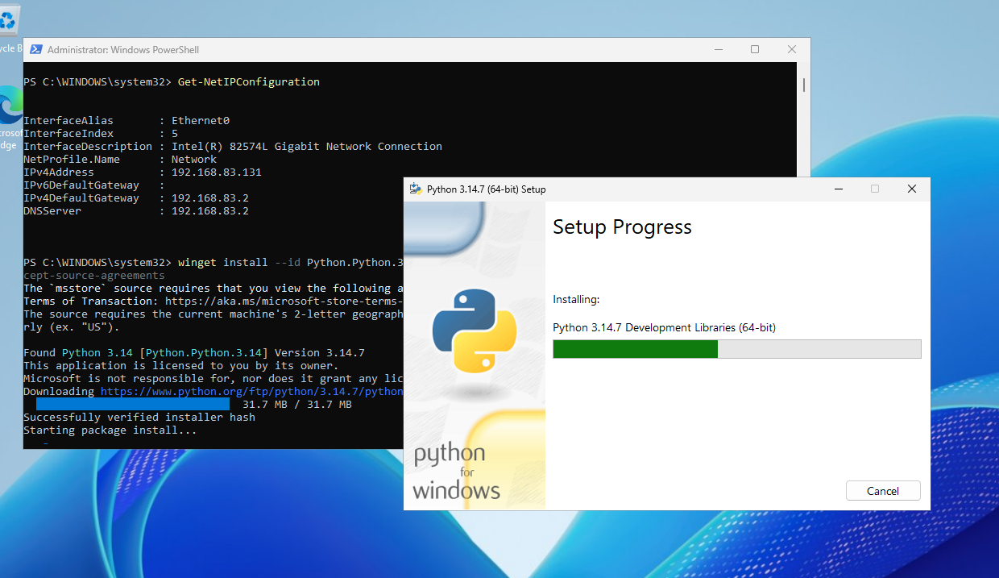 cycle B
crosoft
dge
Administrator: Windows PowerShell
PS C:\WINDOWS\system32> Get-NetIPConfiguration
InterfaceAlias : Ethernet0
InterfaceIndex : 5
InterfaceDescription : Intel(R) 82574L Gigabit Network Connection
NetProfile.Name : Network
IPv4Address : 192.168.83.131
IPv6DefaultGateway :
IPv4DefaultGateway : 192.168.83.2
DNSServer : 192.168.83.2
PS C:\WINDOWS\system32> winget install --id Python.Python.3
cept-source-agreements
The `msstore` source requires that you view the following a
Terms of Transaction: https://aka.ms/microsoft-store-terms-
The source requires the current machine's 2-letter geograph
rly (ex. "US").
Found Python 3.14 [Python.Python.3.14] Version 3.14.7
This application is licensed to you by its owner.
Microsoft is not responsible for, nor does it grant any lic
Downloading https://www.python.org/ftp/python/3.14.7/python
31.7 MB / 31.7 MB
Successfully verified installer hash
Starting package install...
Python 3.14.7 (64-bit) Setup
Setup Progress
Installing:
Python 3.14.7 Development Libraries (64-bit)
python
for
windows
Cancel